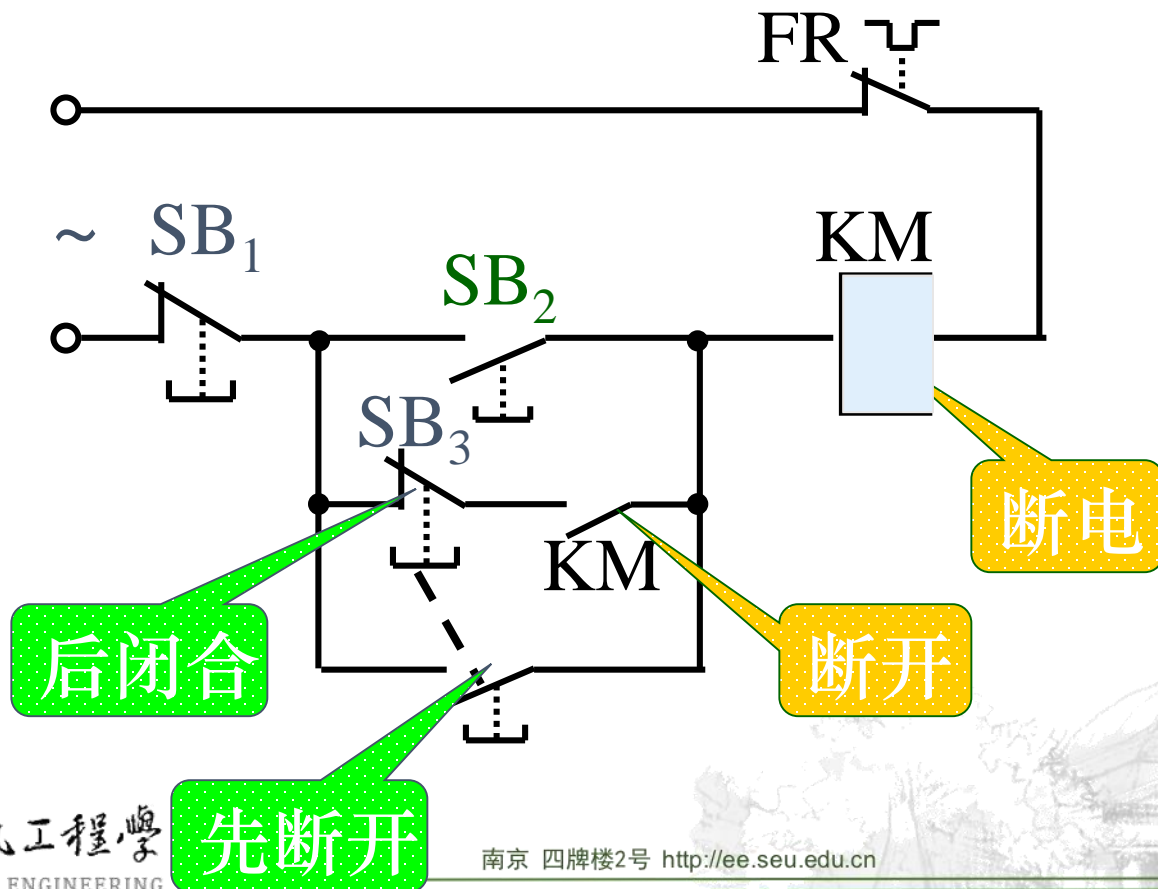 FR
~ SB₁
KM
SB₂
SB₃
断电
KM
后闭合
断开
先断开
工程學
ENGINEERING
南京 四牌楼2号 http://ee.seu.edu.cn